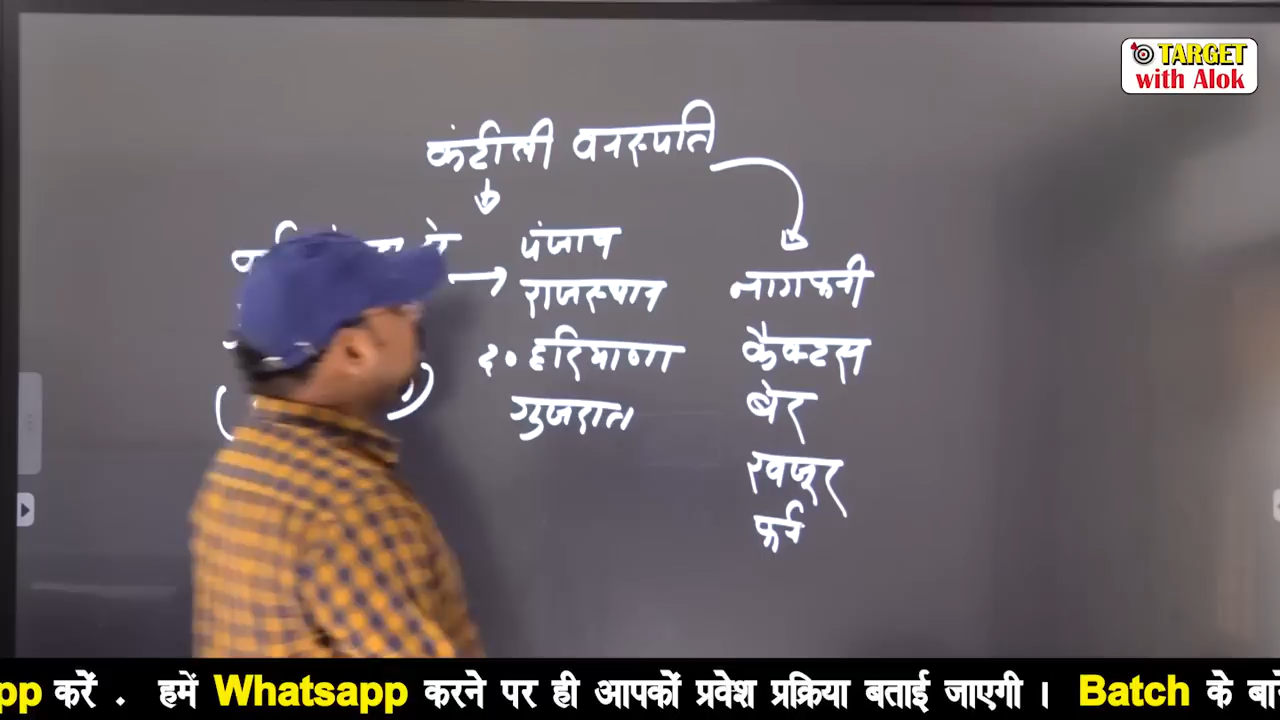 TARGET
with Alok
कंटीली वनस्पति
पंजाब
राजस्थान
द० हरियाणा
गुजरात
नागफनी
कैक्टस
बेर
खजूर
फर्न
pp करें . हमें Whatsapp करने पर ही आपकों प्रवेश प्रक्रिया बताई जाएगी । Batch के बारे